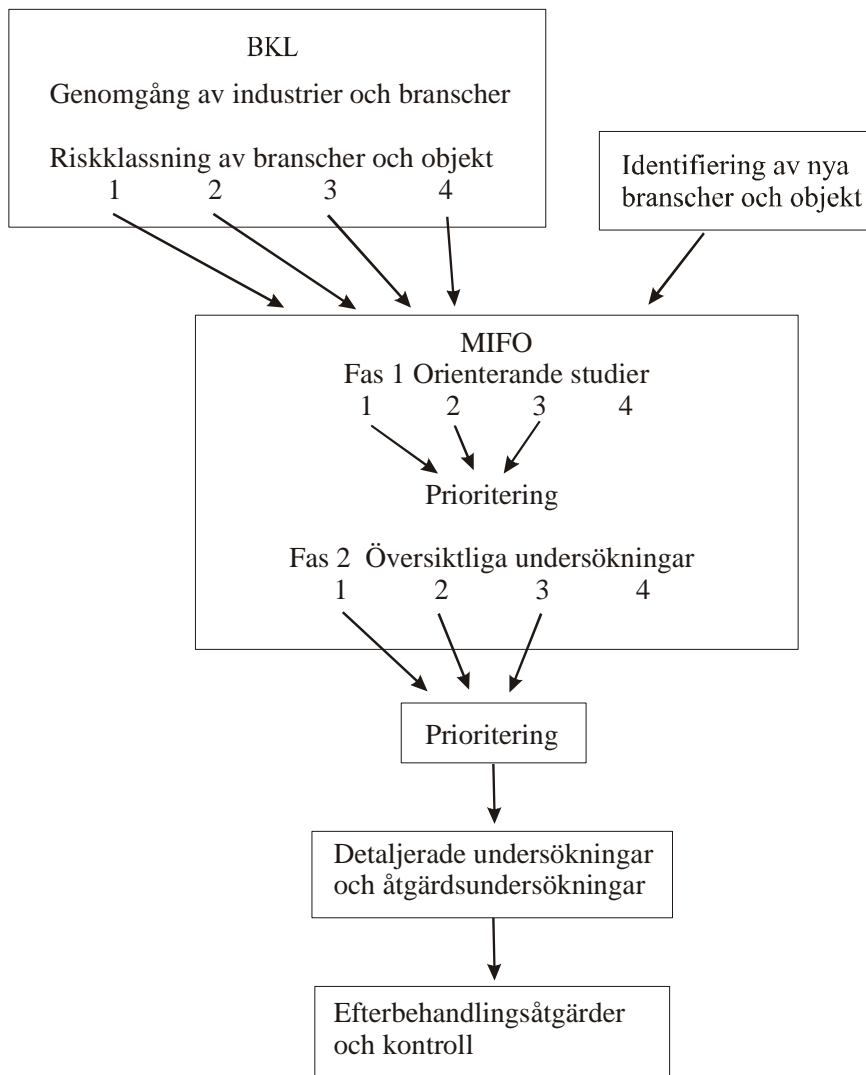 BKL
Genomgång av industrier och branscher
Riskklassning av branscher och objekt
1 2 3 4
Identifiering av nya
branscher och objekt
MIFO
Fas 1 Orienterande studier
1 2 3 4
Prioritering
Fas 2 Översiktliga undersökningar
1 2 3 4
Prioritering
Detaljerade undersökningar
och åtgärdsundersökningar
Efterbehandlingsåtgärder
och kontroll